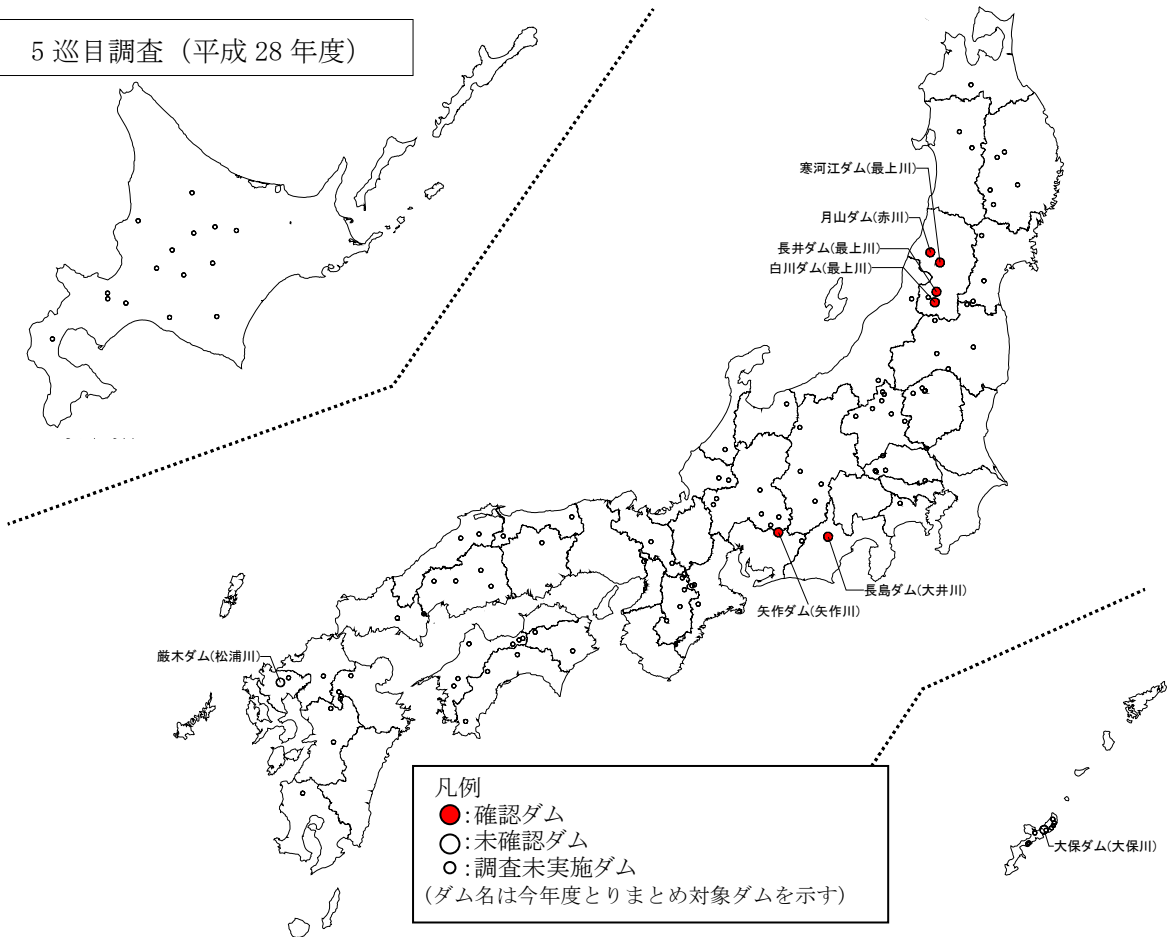 5 巡目調査（平成 28 年度）
寒河江ダム(最上川)
月山ダム(赤川)
長井ダム(最上川)
白川ダム(最上川)
長島ダム(大井川)
矢作ダム(矢作川)
厳木ダム(松浦川)
大保ダム(大保川)
凡例
:確認ダム
:未確認ダム
:調査未実施ダム
(ダム名は今年度とりまとめ対象ダムを示す)